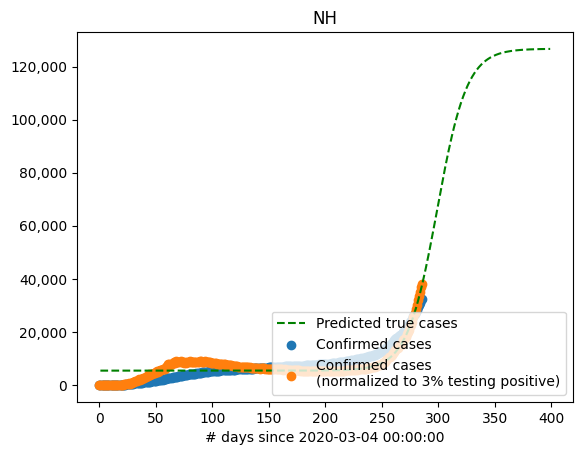 NH
120,000
100,000
80,000
60,000
40,000
20,000
0
Predicted true cases
Confirmed cases
Confirmed cases
(normalized to 3% testing positive)
0 50 100 150 200 250 300 350 400
# days since 2020-03-04 00:00:00